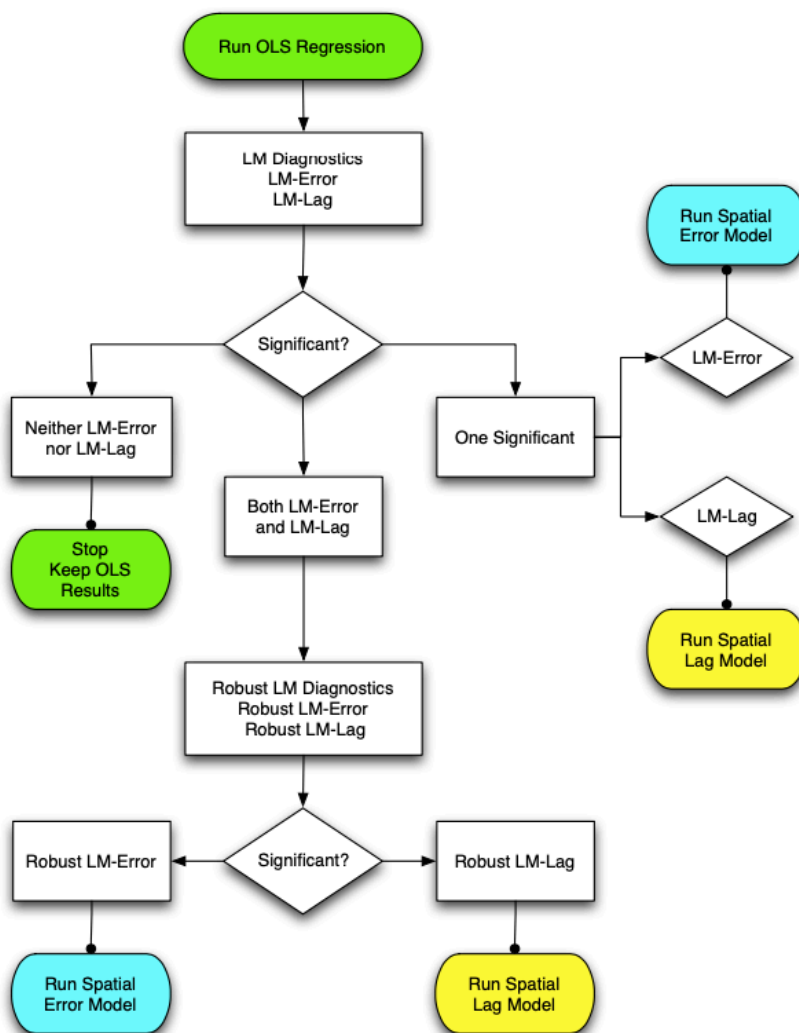 Run OLS Regression
LM Diagnostics
LM-Error
LM-Lag
Run Spatial
Error Model
Significant?
LM-Error
Neither LM-Error
nor LM-Lag
One Significant
Both LM-Error
and LM-Lag
LM-Lag
Stop
Keep OLS
Results
Run Spatial
Lag Model
Robust LM Diagnostics
Robust LM-Error
Robust LM-Lag
Robust LM-Error
Significant?
Robust LM-Lag
Run Spatial
Error Model
Run Spatial
Lag Model